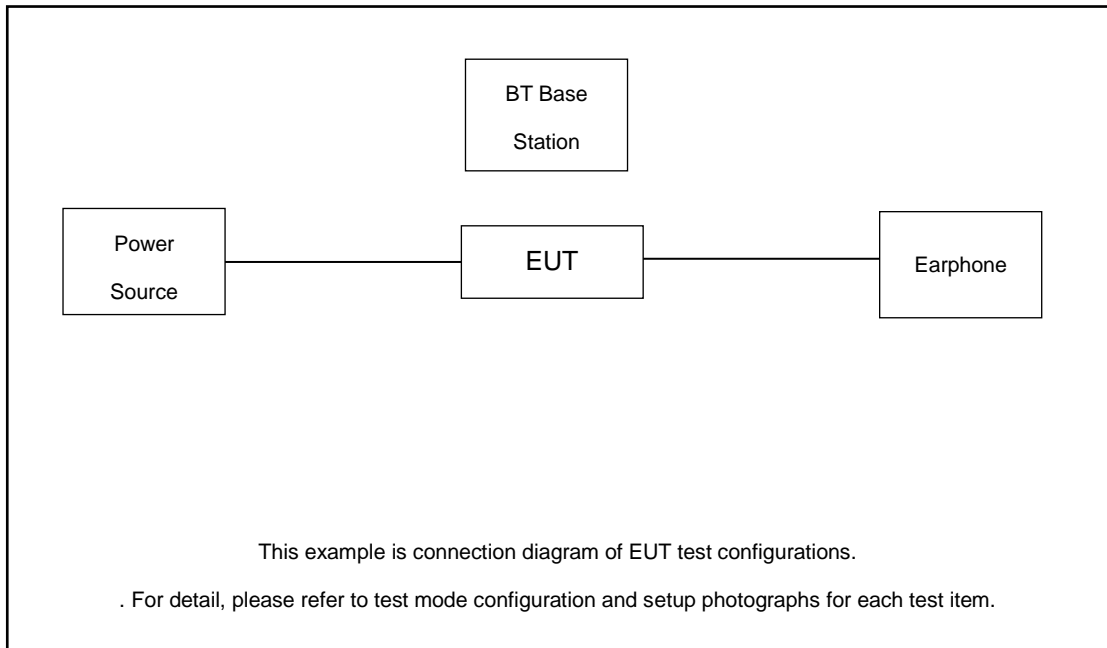 BT Base
Station
Power
Source
EUT
Earphone
This example is connection diagram of EUT test configurations.
. For detail, please refer to test mode configuration and setup photographs for each test item.